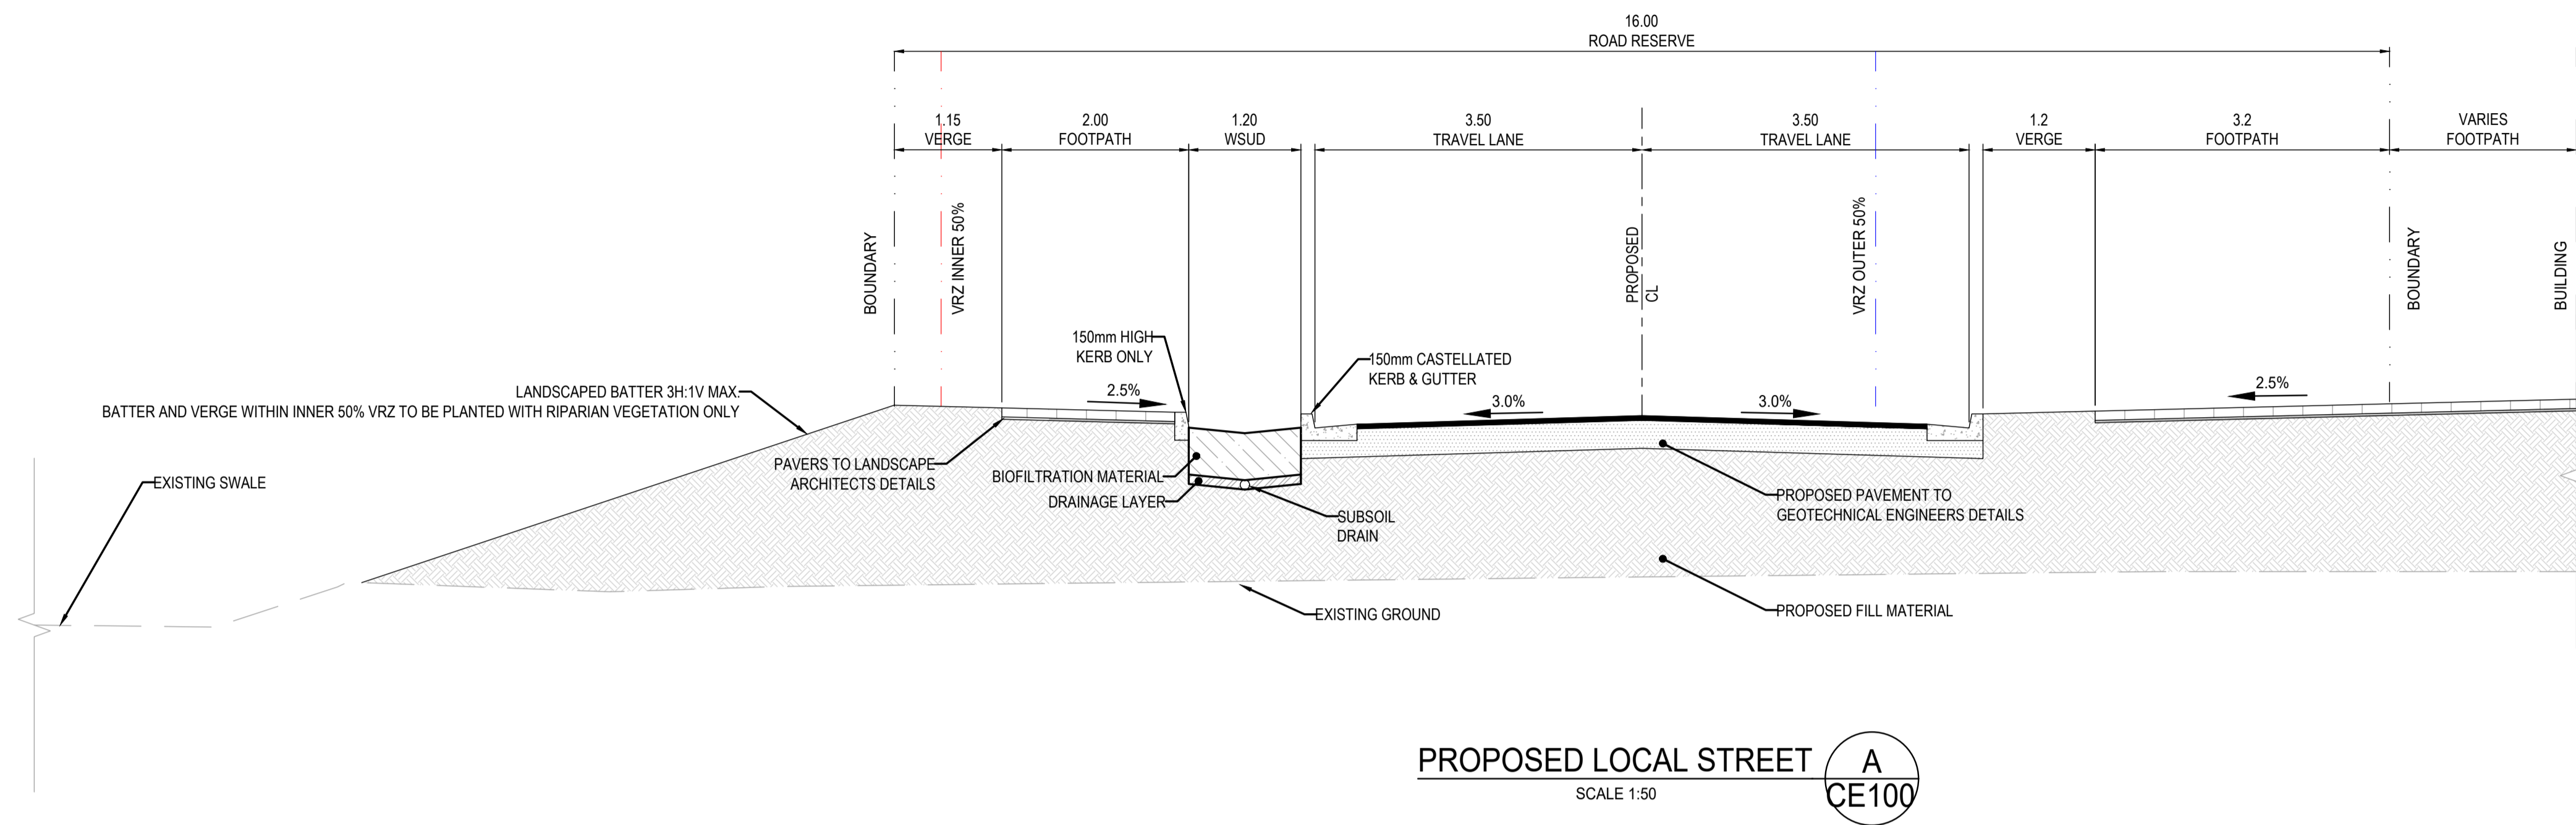 16.00
ROAD RESERVE
1.15
VERGE
2.00
FOOTPATH
1.20
WSUD
3.50
TRAVEL LANE
3.50
TRAVEL LANE
1.2
VERGE
3.2
FOOTPATH
VARIES
FOOTPATH
BOUNDARY
VRZ INNER 50%
PROPOSED
CL
VRZ OUTER 50%
BOUNDARY
BUILDING
150mm HIGH
KERB ONLY
150mm CASTELLATED
KERB & GUTTER
LANDSCAPED BATTER 3H:1V MAX.
BATTER AND VERGE WITHIN INNER 50% VRZ TO BE PLANTED WITH RIPARIAN VEGETATION ONLY
2.5%
3.0%
3.0%
2.5%
PAVERS TO LANDSCAPE
ARCHITECTS DETAILS
BIOFILTRATION MATERIAL
DRAINAGE LAYER
EXISTING SWALE
SUBSOIL
DRAIN
PROPOSED PAVEMENT TO
GEOTECHNICAL ENGINEERS DETAILS
EXISTING GROUND
PROPOSED FILL MATERIAL
PROPOSED LOCAL STREET
SCALE 1:50
A
CE100